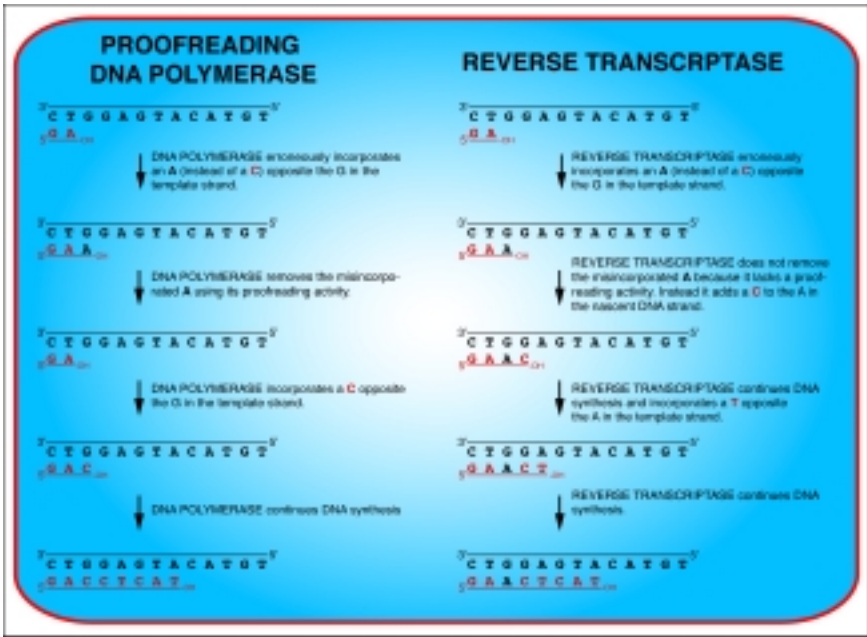 PROOFREADING
DNA POLYMERASE
3' C T G G A G T A C A T G T 5'
5' G A -OH
DNA POLYMERASE erroneously incorporates
an A (instead of a C) opposite the G in the
template strand.
3' C T G G A G T A C A T G T 5'
5' G A A -OH
DNA POLYMERASE removes the misincorpo-
rated A using its proofreading activity.
3' C T G G A G T A C A T G T 5'
5' G A -OH
DNA POLYMERASE incorporates a C opposite
the G in the template strand.
3' C T G G A G T A C A T G T 5'
5' G A C -OH
DNA POLYMERASE continues DNA synthesis
3' C T G G A G T A C A T G T 5'
5' G A C C T C A T -OH
REVERSE TRANSCRPTASE
3' C T G G A G T A C A T G T 5'
5' G A -OH
REVERSE TRANSCRIPTASE erroneously
incorporates an A (instead of a C) opposite
the G in the template strand.
3' C T G G A G T A C A T G T 5'
5' G A A -OH
REVERSE TRANSCRIPTASE does not remove
the misincorporated A because it lacks a proof-
reading activity. Instead it adds a C to the A in
the nascent DNA strand.
3' C T G G A G T A C A T G T 5'
5' G A A C -OH
REVERSE TRANSCRIPTASE continues DNA
synthesis and incorporates a T opposite
the A in the template strand.
3' C T G G A G T A C A T G T 5'
5' G A A C T -OH
REVERSE TRANSCRIPTASE continues DNA
synthesis.
3' C T G G A G T A C A T G T 5'
5' G A A C T C A T -OH